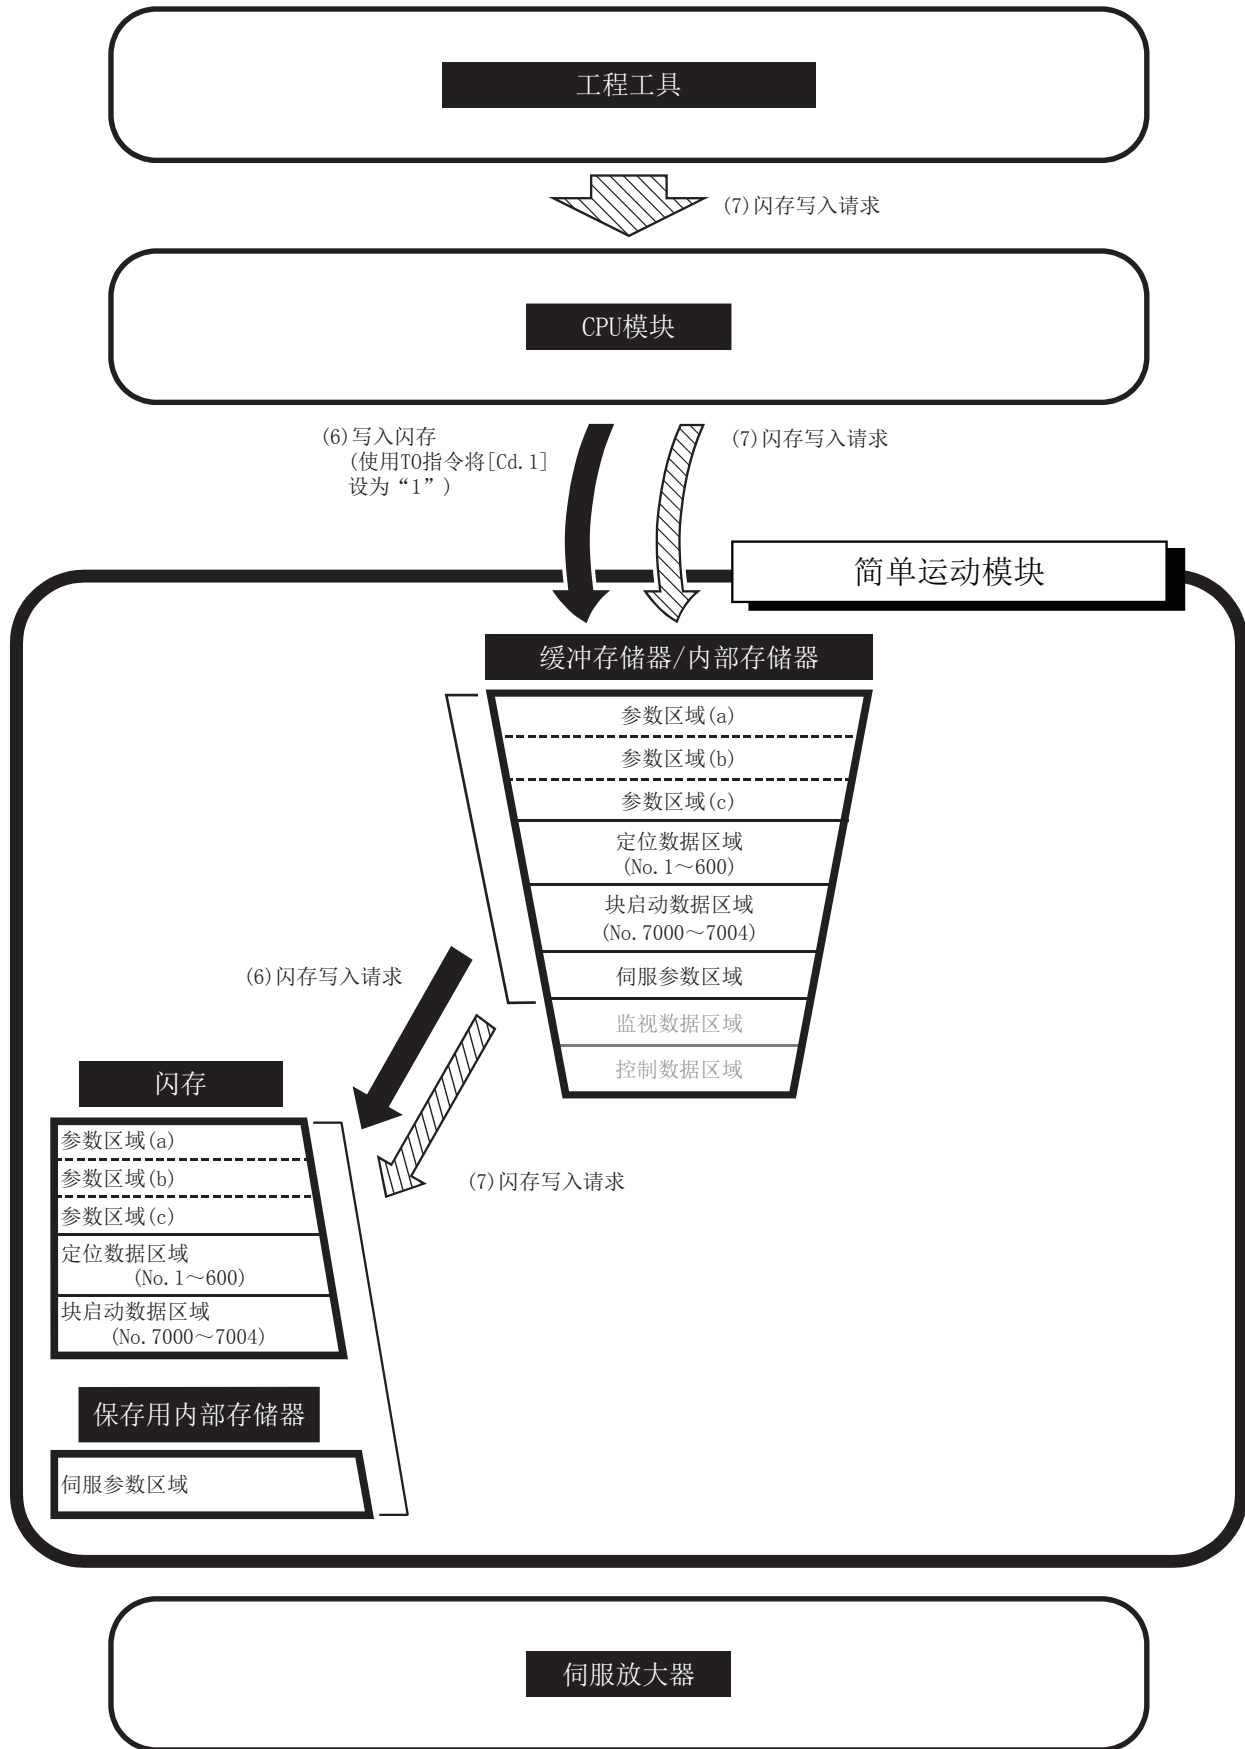 工程工具
(7)闪存写入请求
CPU模块
(6)写入闪存
(使用TO指令将[Cd.1]
设为“1”)
(7)闪存写入请求
简单运动模块
缓冲存储器/内部存储器
参数区域(a)
参数区域(b)
参数区域(c)
定位数据区域
(No.1～600)
块启动数据区域
(No.7000～7004)
伺服参数区域
监视数据区域
控制数据区域
(6)闪存写入请求
(7)闪存写入请求
闪存
参数区域(a)
参数区域(b)
参数区域(c)
定位数据区域
(No.1～600)
块启动数据区域
(No.7000～7004)
保存用内部存储器
伺服参数区域
伺服放大器